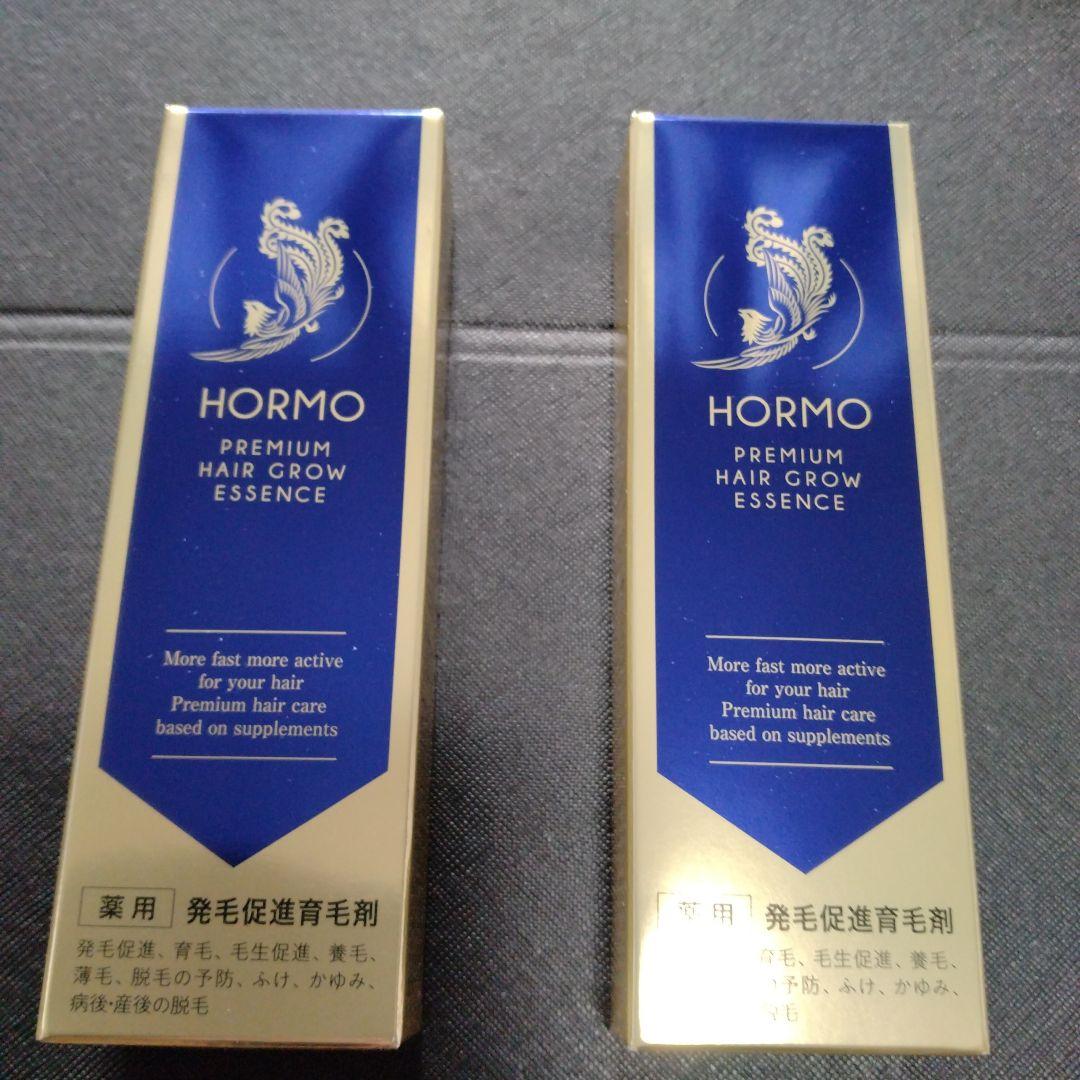 HORMO
PREMIUM
HAIR GROW
ESSENCE
More fast more active
for your hair
Premium hair care
based on supplements
薬用 発毛促進育毛剤
発毛促進、育毛、毛生促進、養毛、
薄毛、脱毛の予防、ふけ、かゆみ、
病後・産後の脱毛
HORMO
PREMIUM
HAIR GROW
ESSENCE
More fast more active
for your hair
Premium hair care
based on supplements
薬用 発毛促進育毛剤
育毛、毛生促進、養毛、
の予防、ふけ、かゆみ、
脱毛